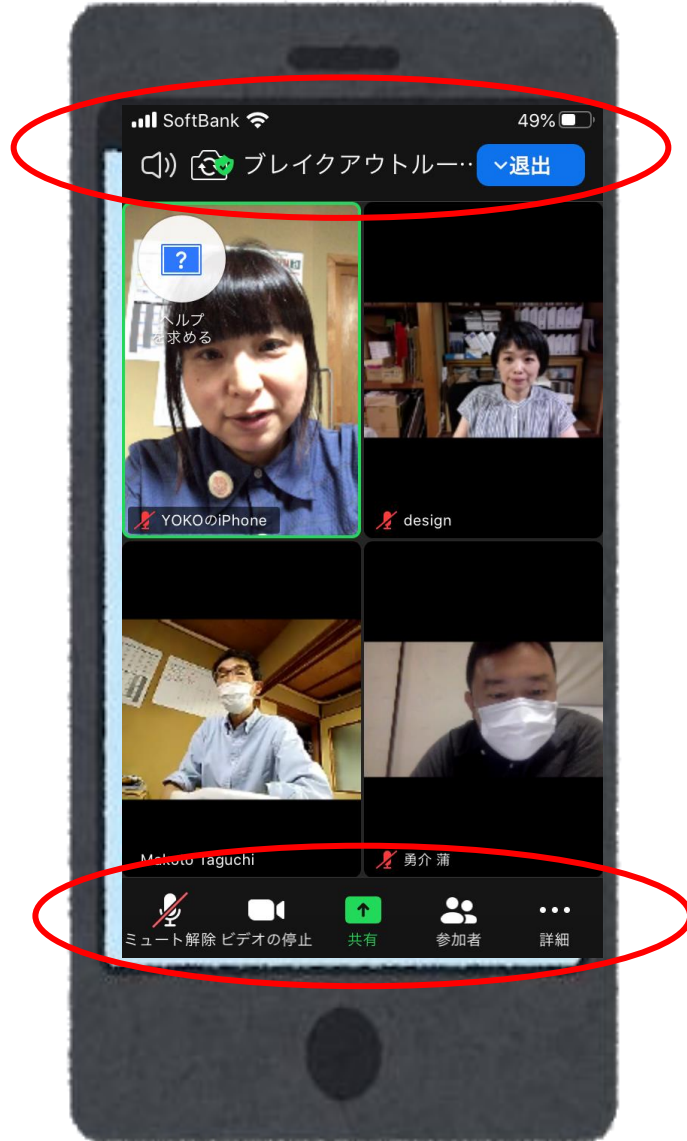 SoftBank 49%
ブレイクアウトルー… 退出
?
ヘルプ
を求める
YOKOのiPhone
design
Makoto Taguchi
勇介 蒲
ミュート解除 ビデオの停止 共有 参加者 詳細